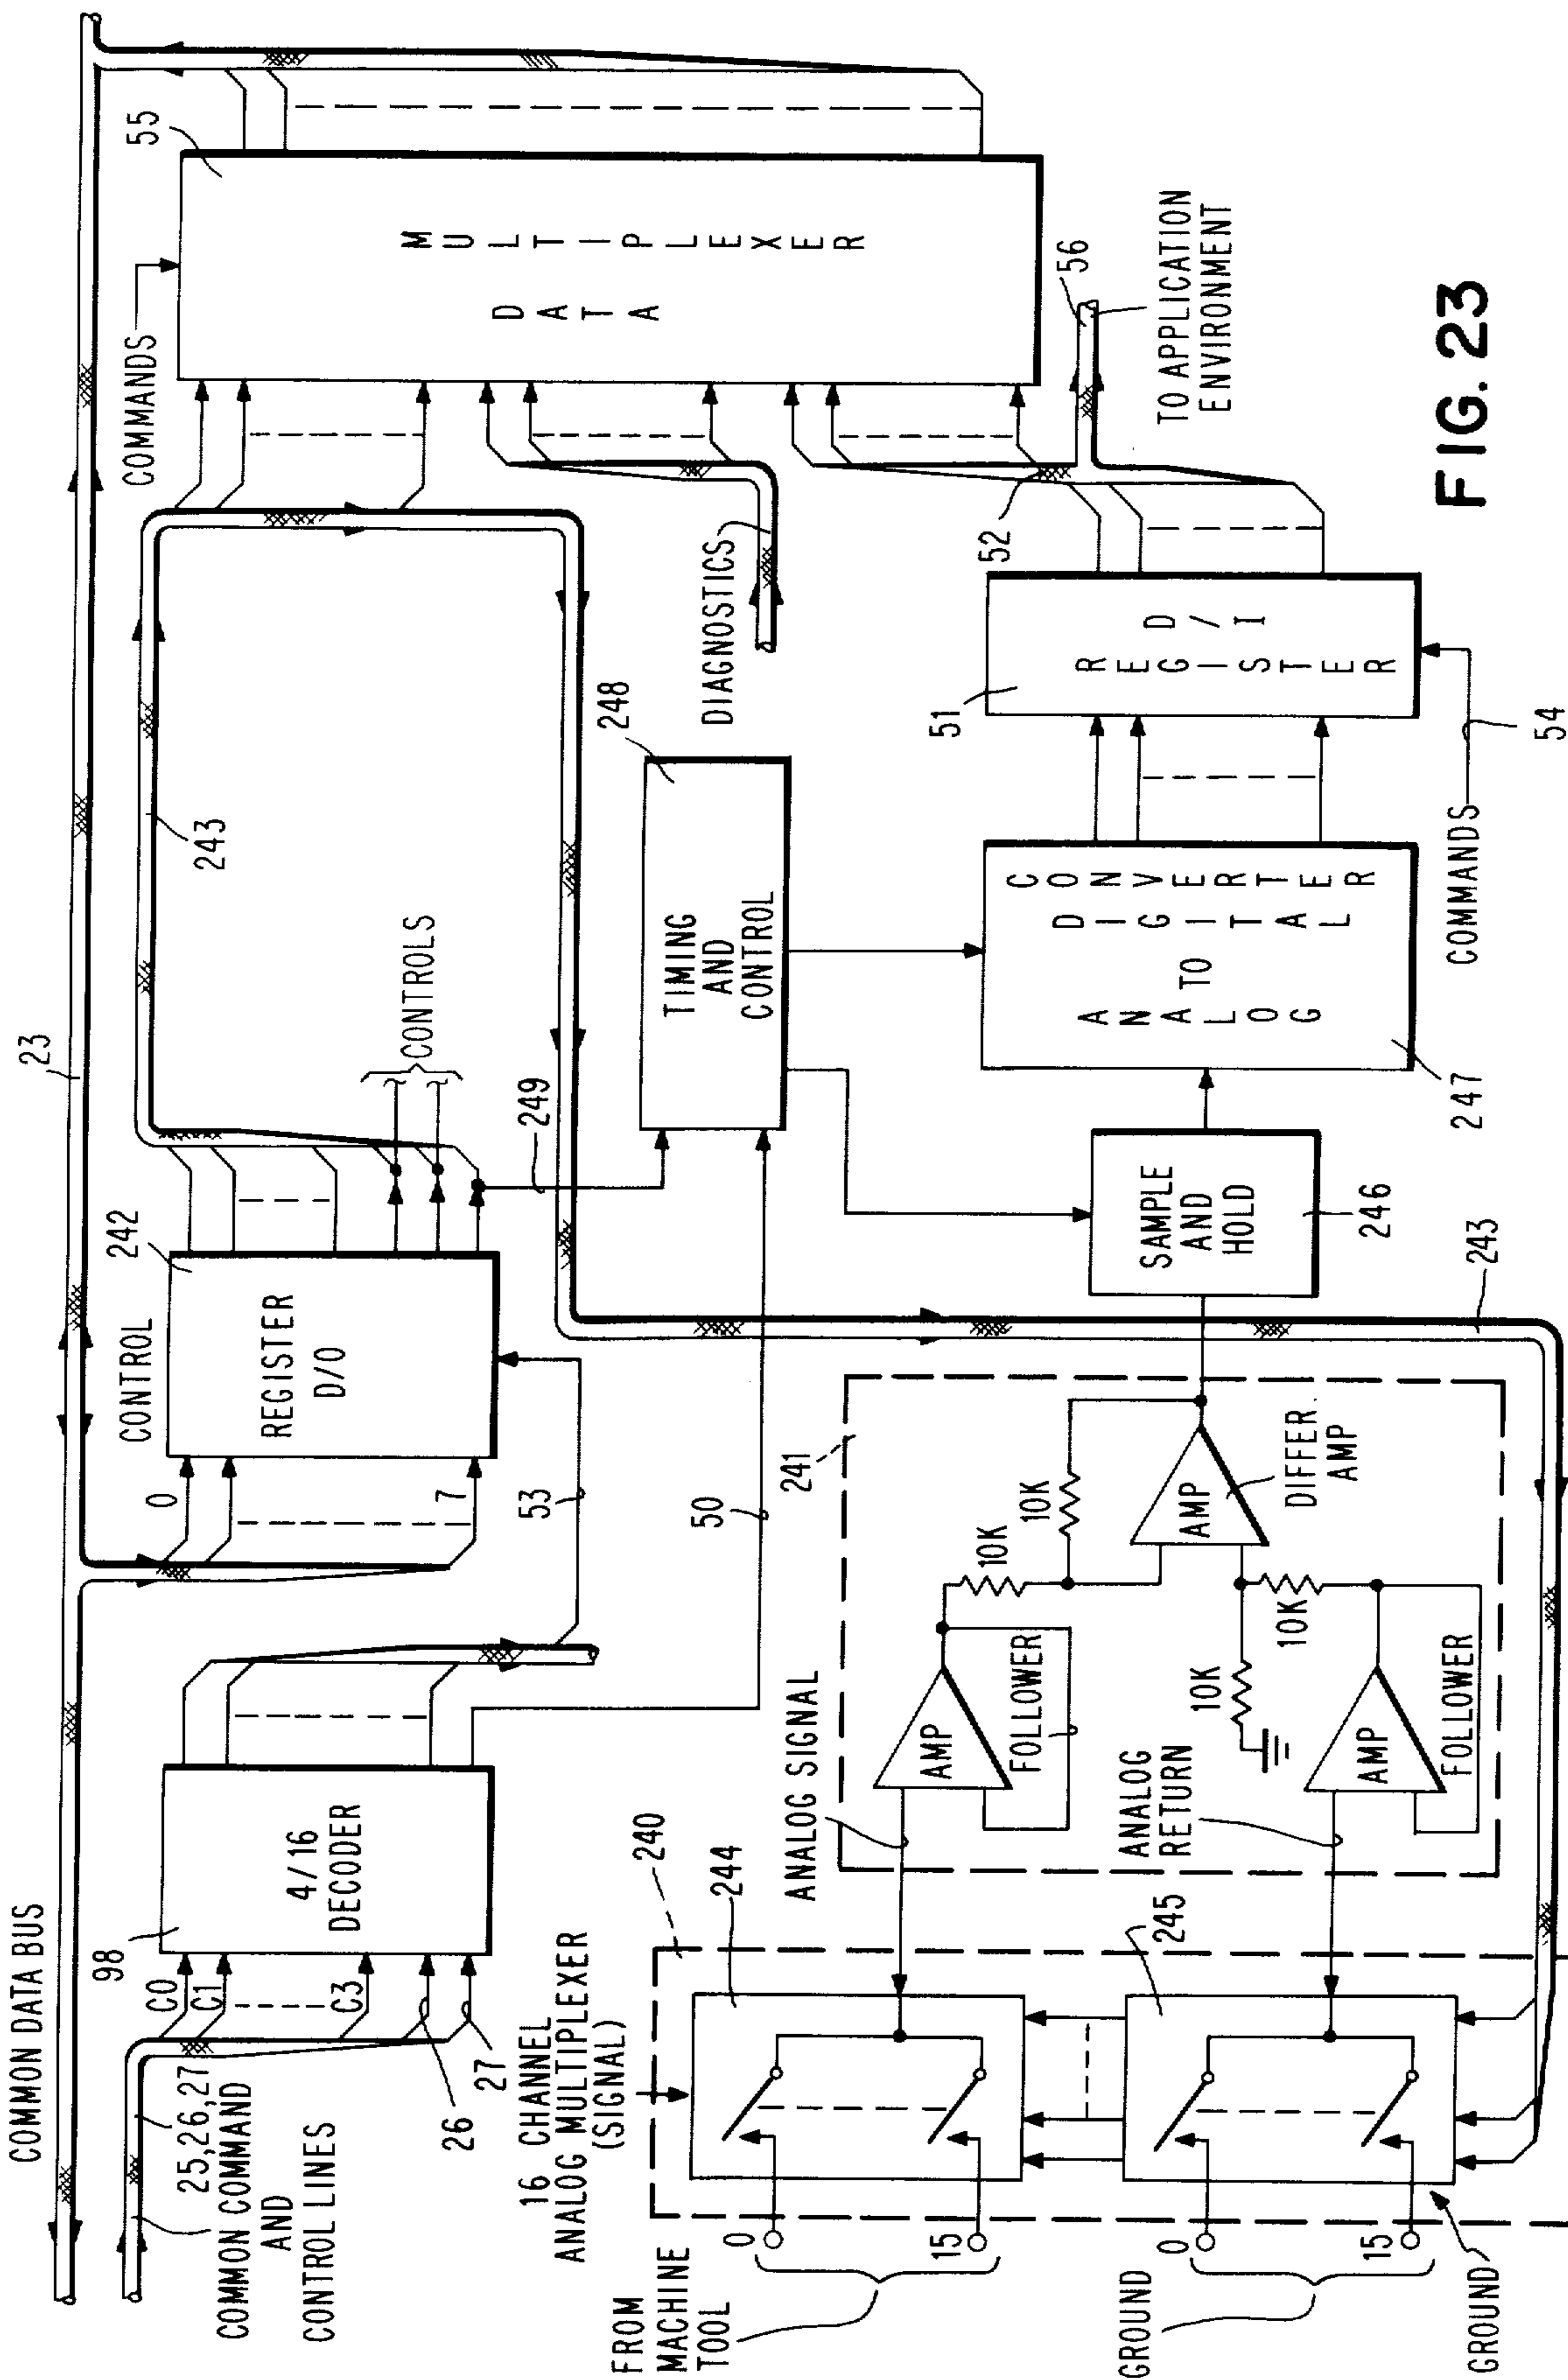 COMMON DATA BUS
23
25,26,27
COMMON COMMAND
AND
CONTROL LINES
98
C0
C1
C3
26
27
4/16
DECODER
0
7
CONTROL
242
REGISTER
D/O
53
50
243
CONTROLS
249
COMMANDS
55
MULTIPLEXER
DATA
DIAGNOSTICS
248
TIMING
AND
CONTROL
52
56
TO APPLICATION
ENVIRONMENT
51
REGISTER
D/I
COMMANDS
54
ANALOG
TO
DIGITAL
CONVERTER
247
SAMPLE
AND
HOLD
246
243
241
10K
10K
AMP
DIFFER.
AMP
10K
10K
ANALOG SIGNAL
AMP
FOLLOWER
ANALOG
RETURN
AMP
FOLLOWER
240
244
16 CHANNEL
ANALOG MULTIPLEXER
(SIGNAL)
245
FROM
MACHINE
TOOL
0
15
GROUND
0
15
GROUND
FIG. 23